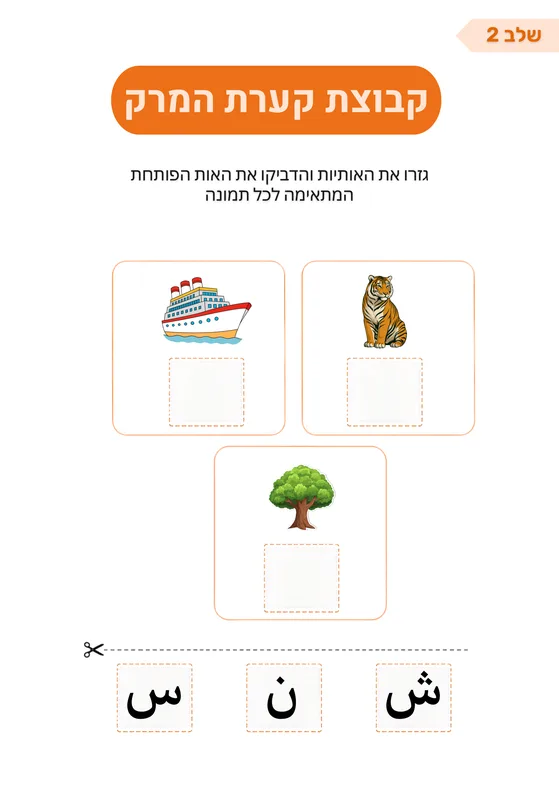 שלב 2
קבוצת קערת המרק
גזרו את האותיות והדביקו את האות הפותחת
המתאימה לכל תמונה
ش ن س